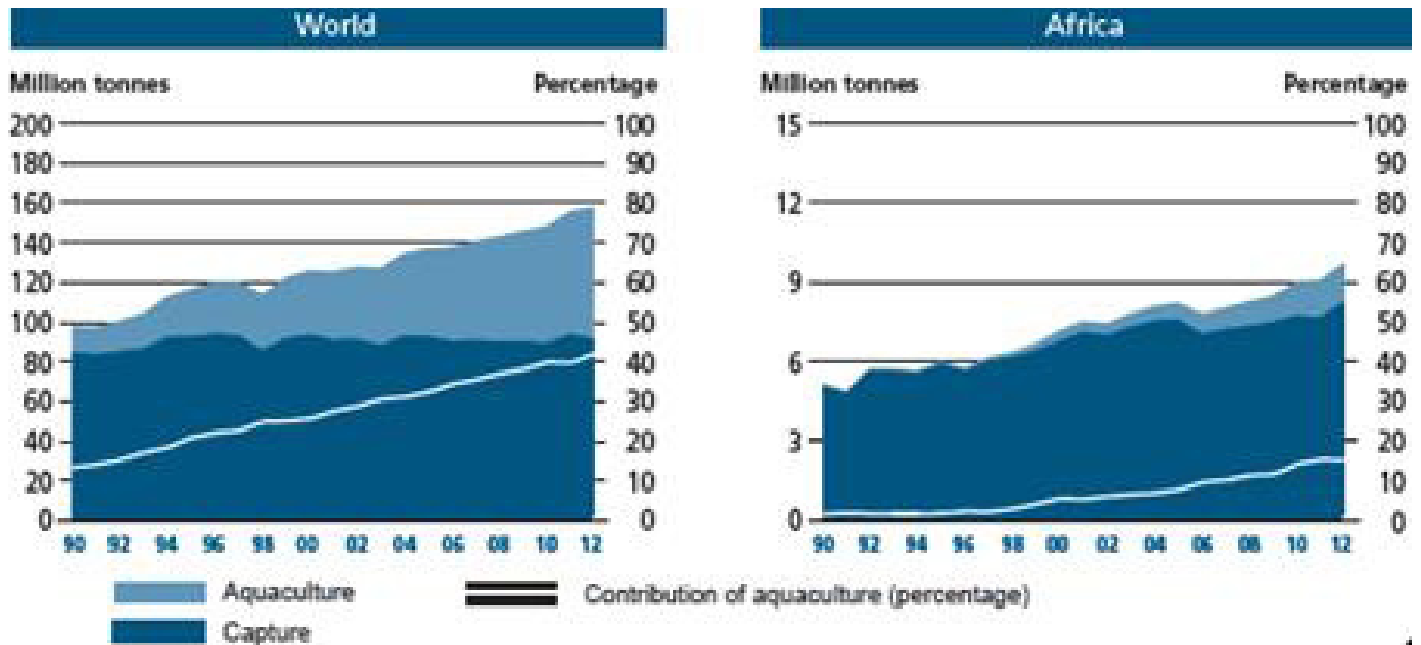 World
Million tonnes Percentage
200 100
180 90
160 80
140 70
120 60
100 50
80 40
60 30
40 20
20 10
0 0
90 92 94 96 98 00 02 04 06 08 10 12
Africa
Million tonnes Percentage
15 100
90
12 80
70
9 60
50
6 40
30
3 20
10
0 0
90 92 94 96 98 00 02 04 06 08 10 12
Aquaculture
Capture
Contribution of aquaculture (percentage)